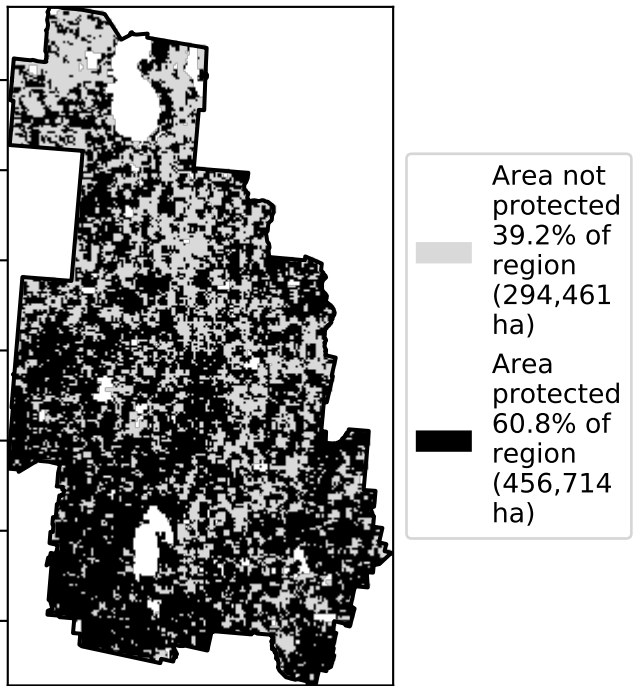 Area not
protected
39.2% of
region
(294,461
ha)
Area
protected
60.8% of
region
(456,714
ha)